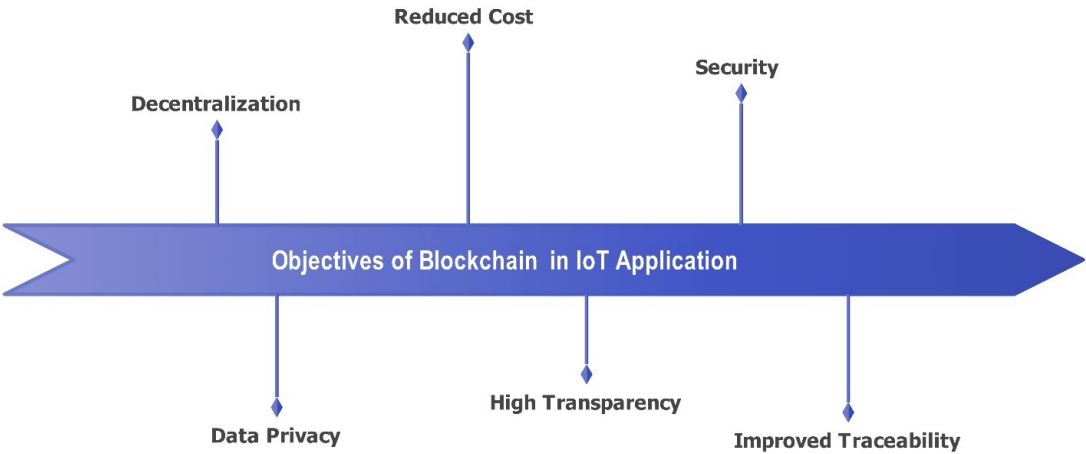 Reduced Cost
Security
Decentralization
Objectives of Blockchain in IoT Application
High Transparency
Data Privacy
Improved Traceability